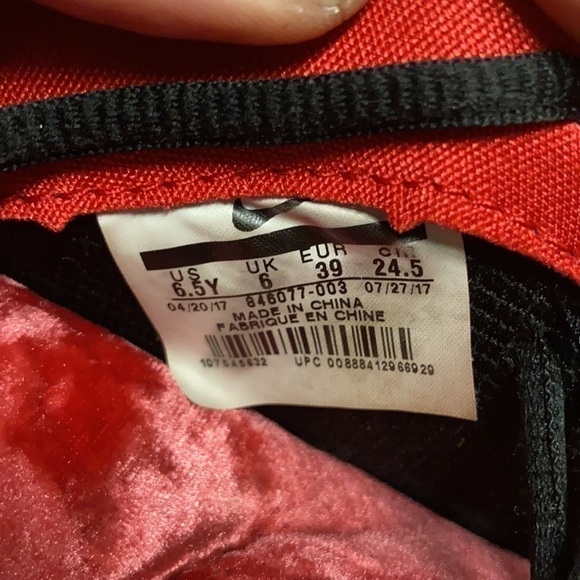 US UK EUR CM
6.5Y 6 39 24.5
04/20/17 846077-003 07/27/17
MADE IN CHINA
FABRIQUE EN CHINE
UPC 00888412966929